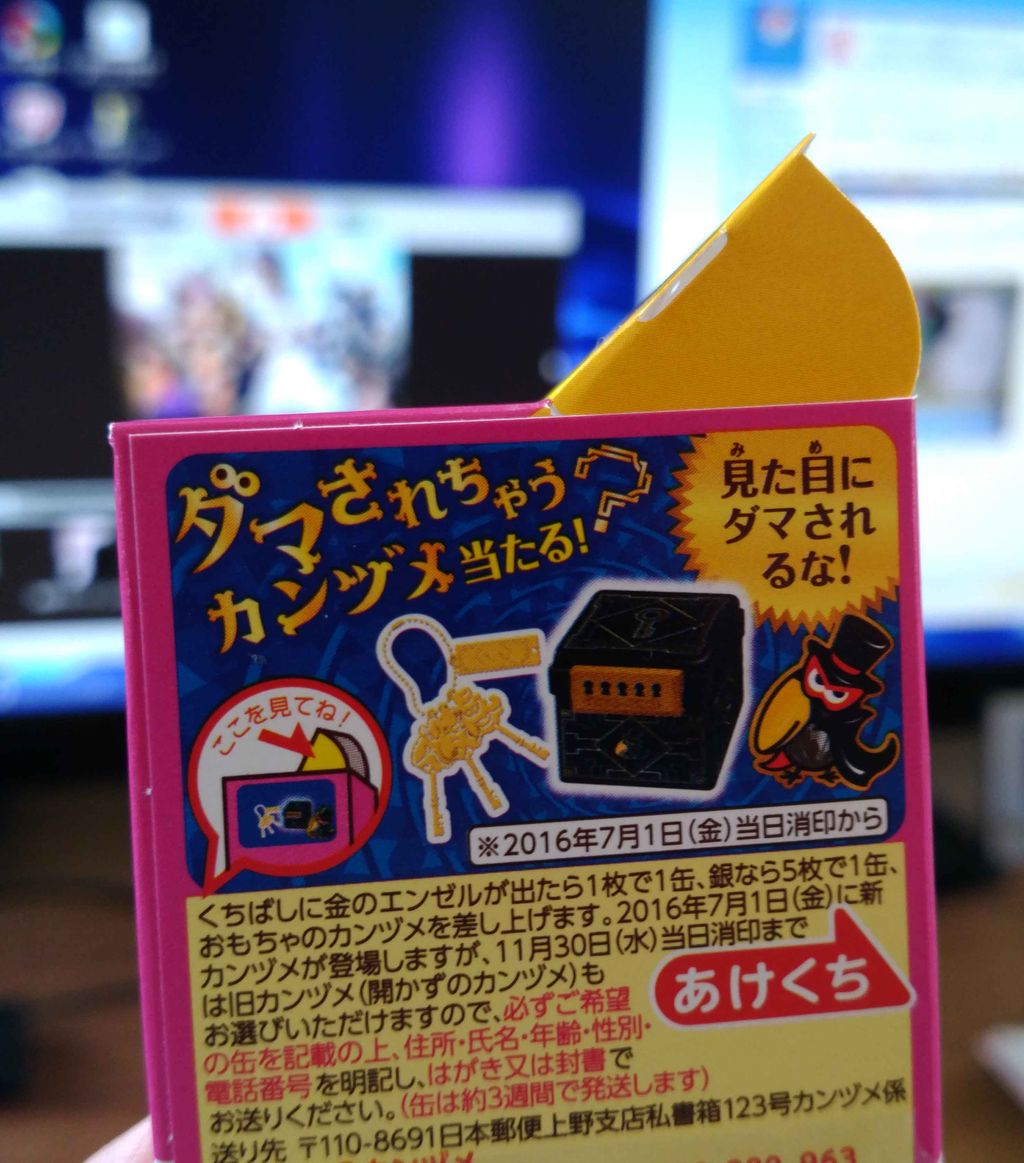 ダマされちゃう?
カンヅメ当たる!
見た目に
ダマされ
るな!
ここを見てね!
※2016年7月1日(金)当日消印から
くちばしに金のエンゼルが出たら1枚で1缶、銀なら5枚で1缶、
おもちゃのカンヅメを差し上げます。2016年7月1日(金)に新
カンヅメが登場しますが、11月30日(水)当日消印まで
は旧カンヅメ(開かずのカンヅメ)も
お選びいただけますので、必ずご希望
の缶を記載の上、住所・氏名・年齢・性別・
電話番号を明記し、はがき又は封書で
お送りください。(缶は約3週間で発送します)
あけくち
送り先 〒110-8691日本郵便上野支店私書箱123号カンヅメ係